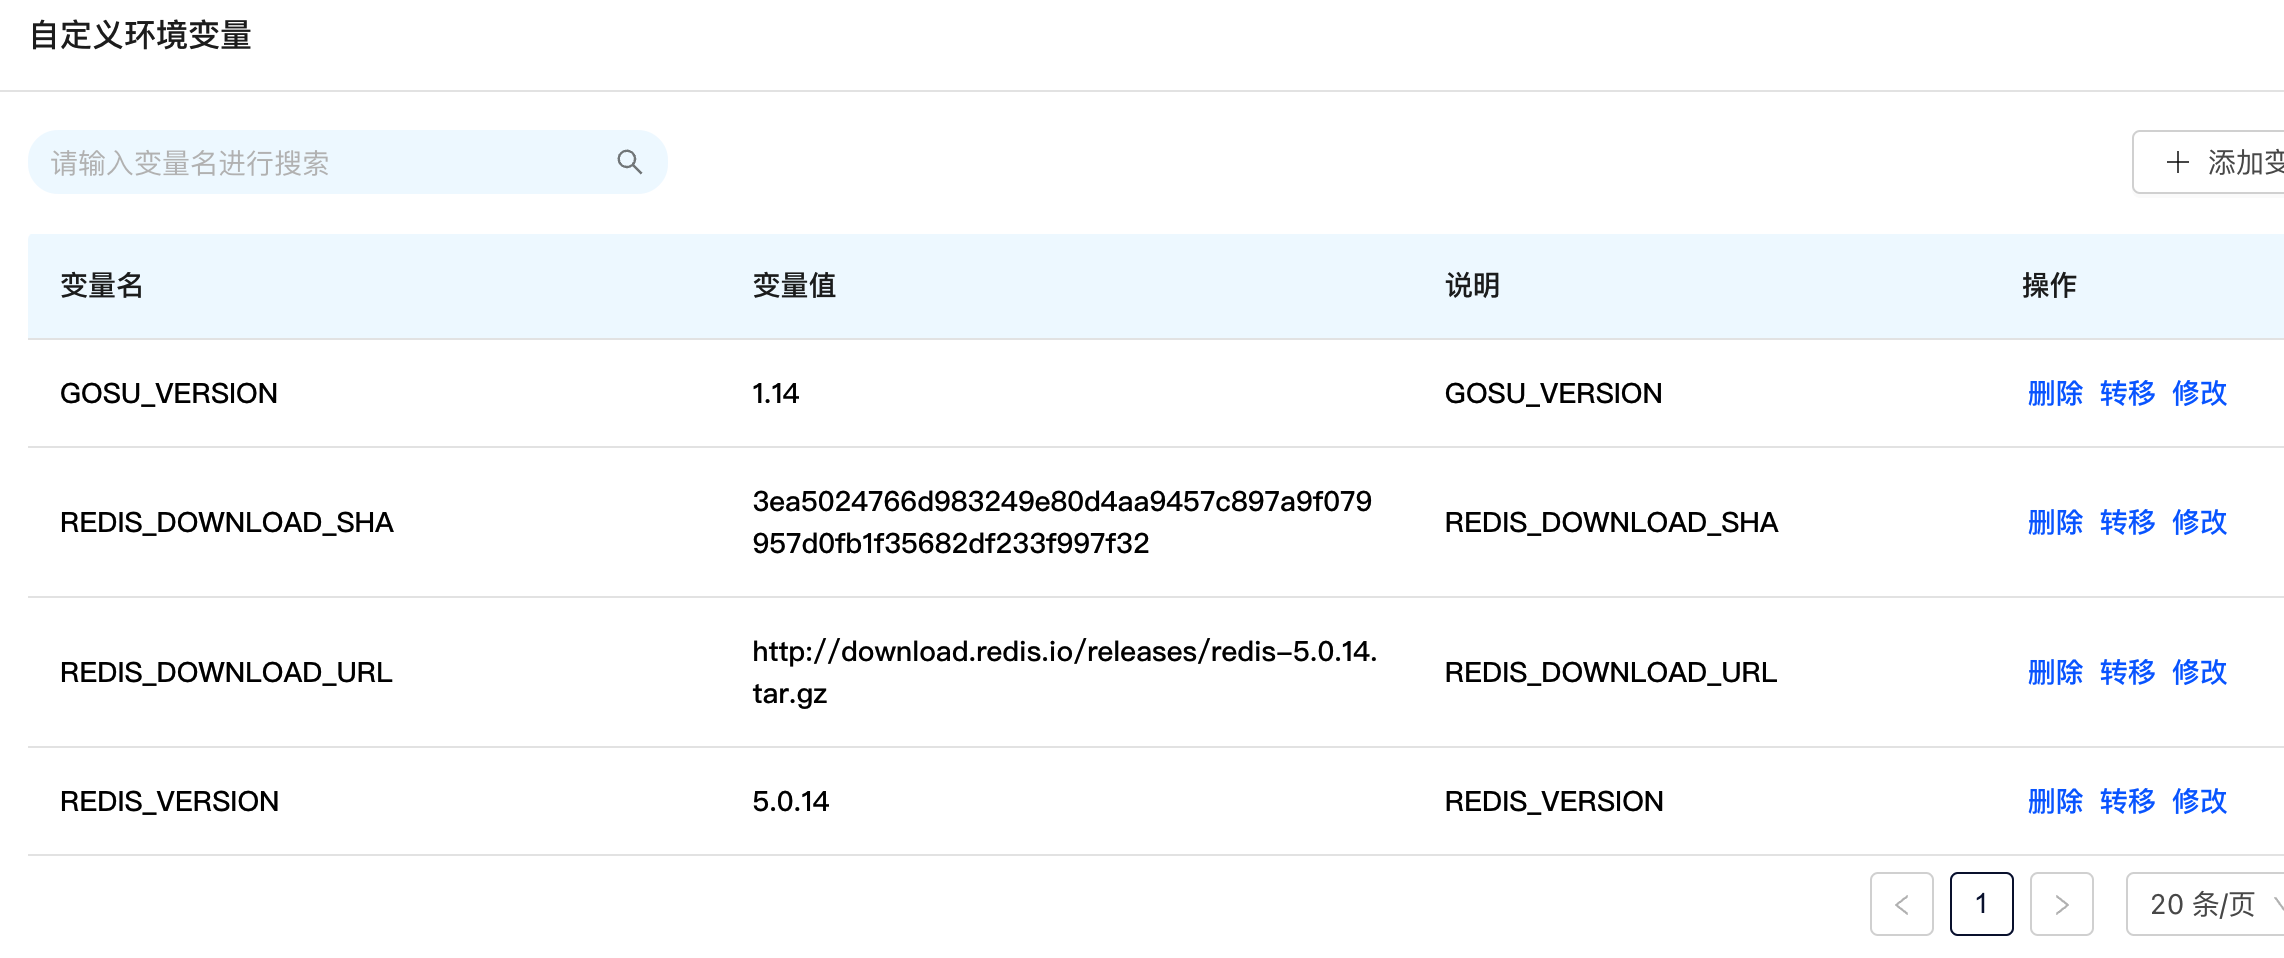 自定义环境变量
请输入变量名进行搜索
添加变
变量名 变量值 说明 操作
GOSU_VERSION 1.14 GOSU_VERSION 删除 转移 修改
REDIS_DOWNLOAD_SHA 3ea5024766d983249e80d4aa9457c897a9f079
957d0fb1f35682df233f997f32 REDIS_DOWNLOAD_SHA 删除 转移 修改
REDIS_DOWNLOAD_URL http://download.redis.io/releases/redis-5.0.14.
tar.gz REDIS_DOWNLOAD_URL 删除 转移 修改
REDIS_VERSION 5.0.14 REDIS_VERSION 删除 转移 修改
1 20 条/页